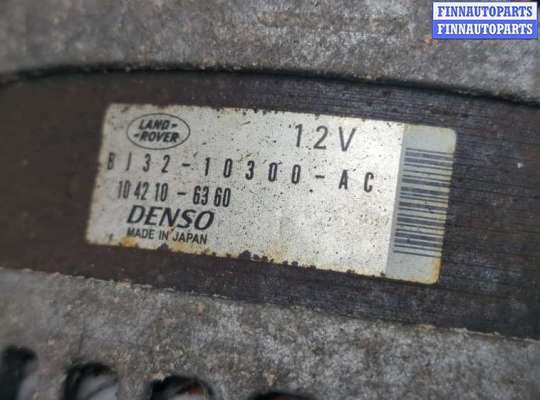 FINNAUTOPARTS
FINNAUTOPARTS
LAND-
-ROVER
12V
BJ32-10300-AC
104210-6360
DENSO
MADE IN JAPAN